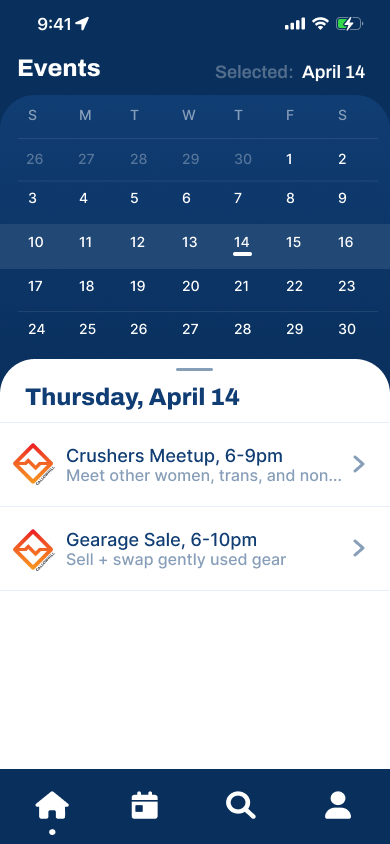 9:41
Events
Selected: April 14
S M T W T F S
26 27 28 29 30 1 2
3 4 5 6 7 8 9
10 11 12 13 14 15 16
17 18 19 20 21 22 23
24 25 26 27 28 29 30
Thursday, April 14
Crushers Meetup, 6-9pm
Meet other women, trans, and non...
Gearage Sale, 6-10pm
Sell + swap gently used gear